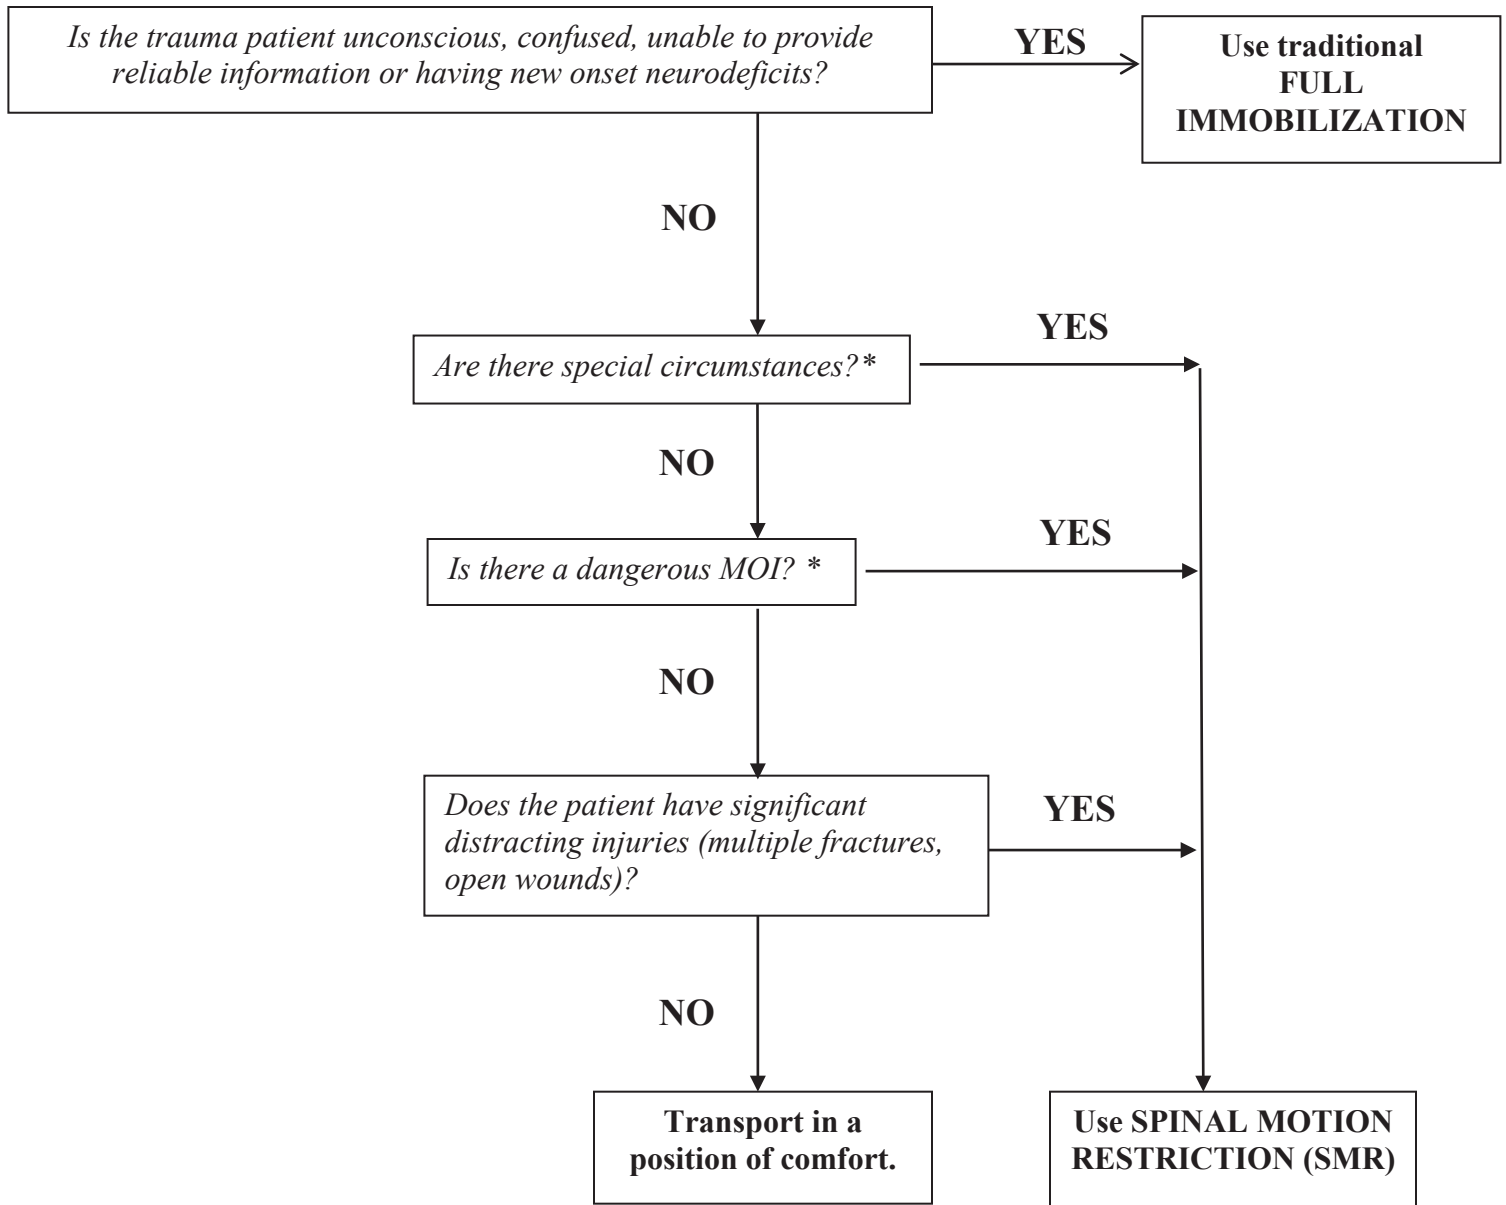 Is the trauma patient unconscious, confused, unable to provide
reliable information or having new onset neurodeficits?
YES
Use traditional
FULL
IMMOBILIZATION
NO
Are there special circumstances?*
YES
NO
Is there a dangerous MOI? *
YES
NO
Does the patient have significant
distracting injuries (multiple fractures,
open wounds)?
YES
NO
Transport in a
position of comfort.
Use SPINAL MOTION
RESTRICTION (SMR)